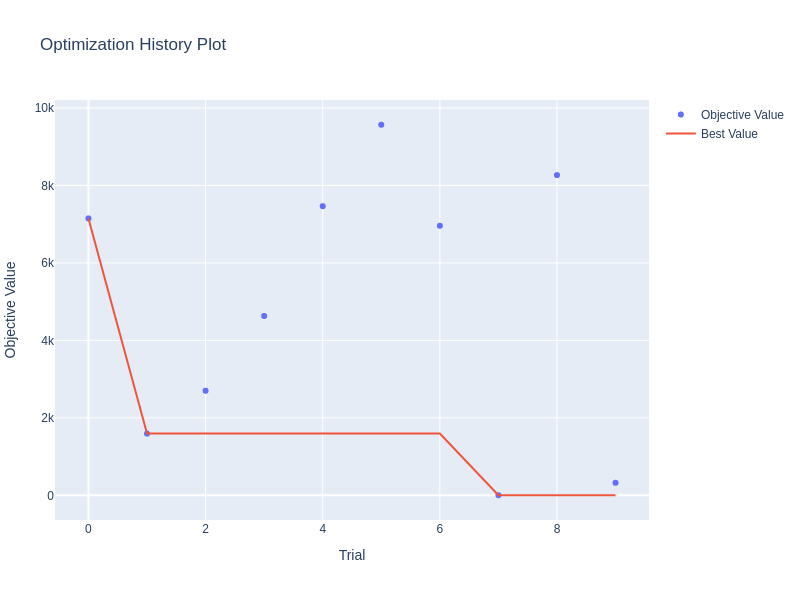 Optimization History Plot
Objective Value
Best Value
10k
8k
6k
4k
2k
0
Objective Value
0 2 4 6 8
Trial